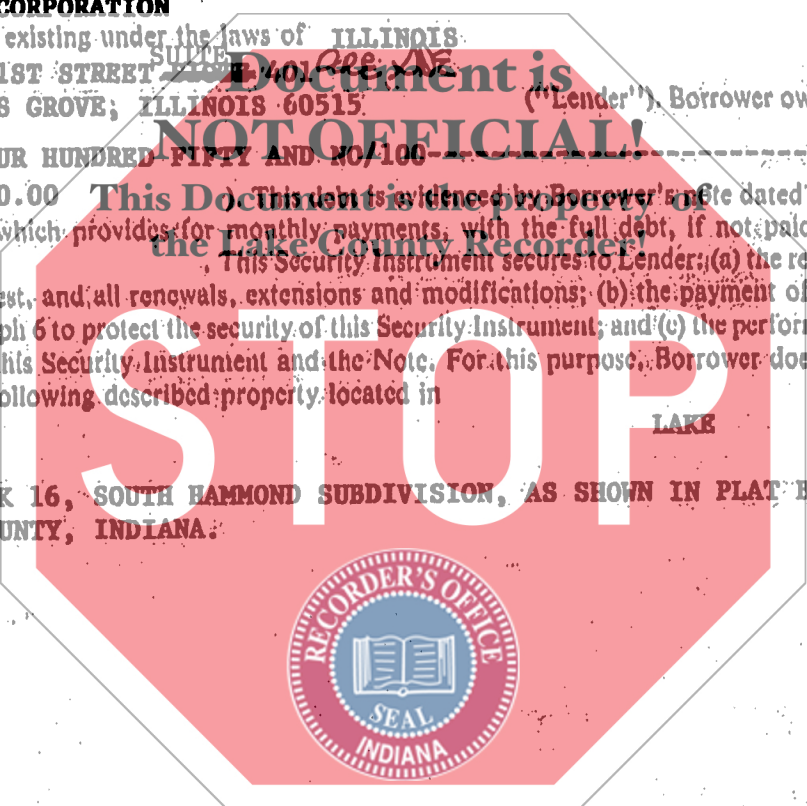 CORPORATION
existing under the laws of ILLINOIS
SUITE
1ST STREET 401
S GROVE; ILLINOIS 60515 ("Lender"). Borrower ow
UR HUNDRED FIFTY AND NO/100
0.00 ). This debt is evidenced by Borrower's note dated
which provides for monthly payments, with the full debt, if not paid
. This Security Instrument secures to Lender: (a) the re
est, and all renewals, extensions and modifications; (b) the payment of
ph 6 to protect the security of this Security Instrument; and (c) the perfor
his Security Instrument and the Note. For this purpose, Borrower doe
ollowing described property located in
LAKE
K 16, SOUTH HAMMOND SUBDIVISION, AS SHOWN IN PLAT B
UNTY, INDIANA.
Document is
NOT OFFICIAL!
This Document is the property of
the Lake County Recorder!
STOP
RECORDER'S OFFICE
SEAL
INDIANA